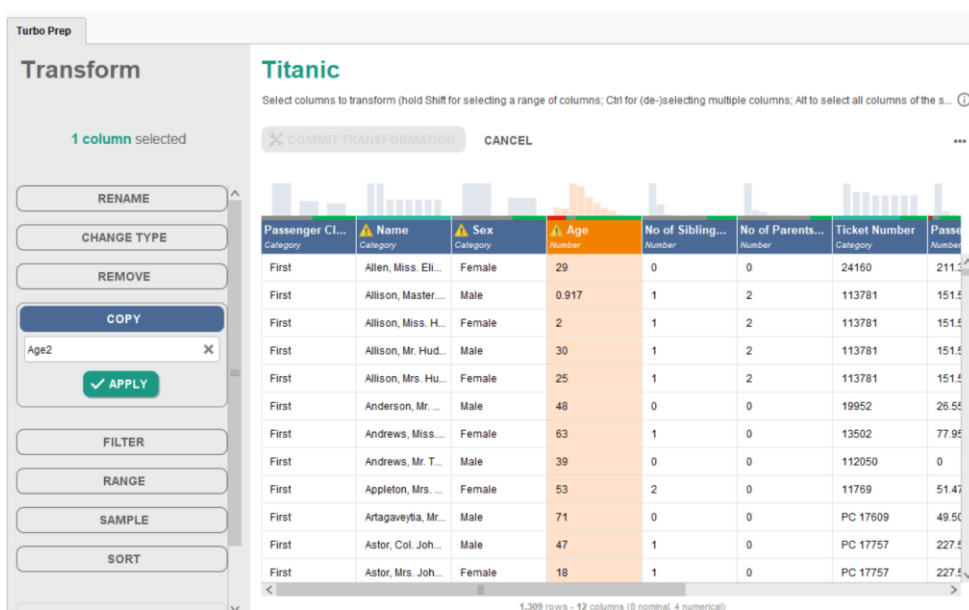 Turbo Prep
Transform
1 column selected
RENAME
CHANGE TYPE
REMOVE
COPY
Age2
APPLY
FILTER
RANGE
SAMPLE
SORT
Titanic
Select columns to transform (hold Shift for selecting a range of columns; Ctrl for (de-)selecting multiple columns; Alt to select all columns of the s...
COMMIT TRANSFORMATION CANCEL
Passenger Cl... Name Sex Age No of Sibling... No of Parents... Ticket Number Passe
Category Category Category Number Number Number Category Number
First Allen, Miss. Eli... Female 29 0 0 24160 211.3
First Allison, Master.... Male 0.917 1 2 113781 151.5
First Allison, Miss. H... Female 2 1 2 113781 151.5
First Allison, Mr. Hud... Male 30 1 2 113781 151.5
First Allison, Mrs. Hu... Female 25 1 2 113781 151.5
First Anderson, Mr. ... Male 48 0 0 19952 26.55
First Andrews, Miss.... Female 63 1 0 13502 77.95
First Andrews, Mr. T... Male 39 0 0 112050 0
First Appleton, Mrs. ... Female 53 2 0 11769 51.47
First Artagaveytia, Mr... Male 71 0 0 PC 17609 49.50
First Astor, Col. Joh... Male 47 1 0 PC 17757 227.5
First Astor, Mrs. Joh... Female 18 1 0 PC 17757 227.5
1,309 rows - 12 columns (8 nominal, 4 numerical)